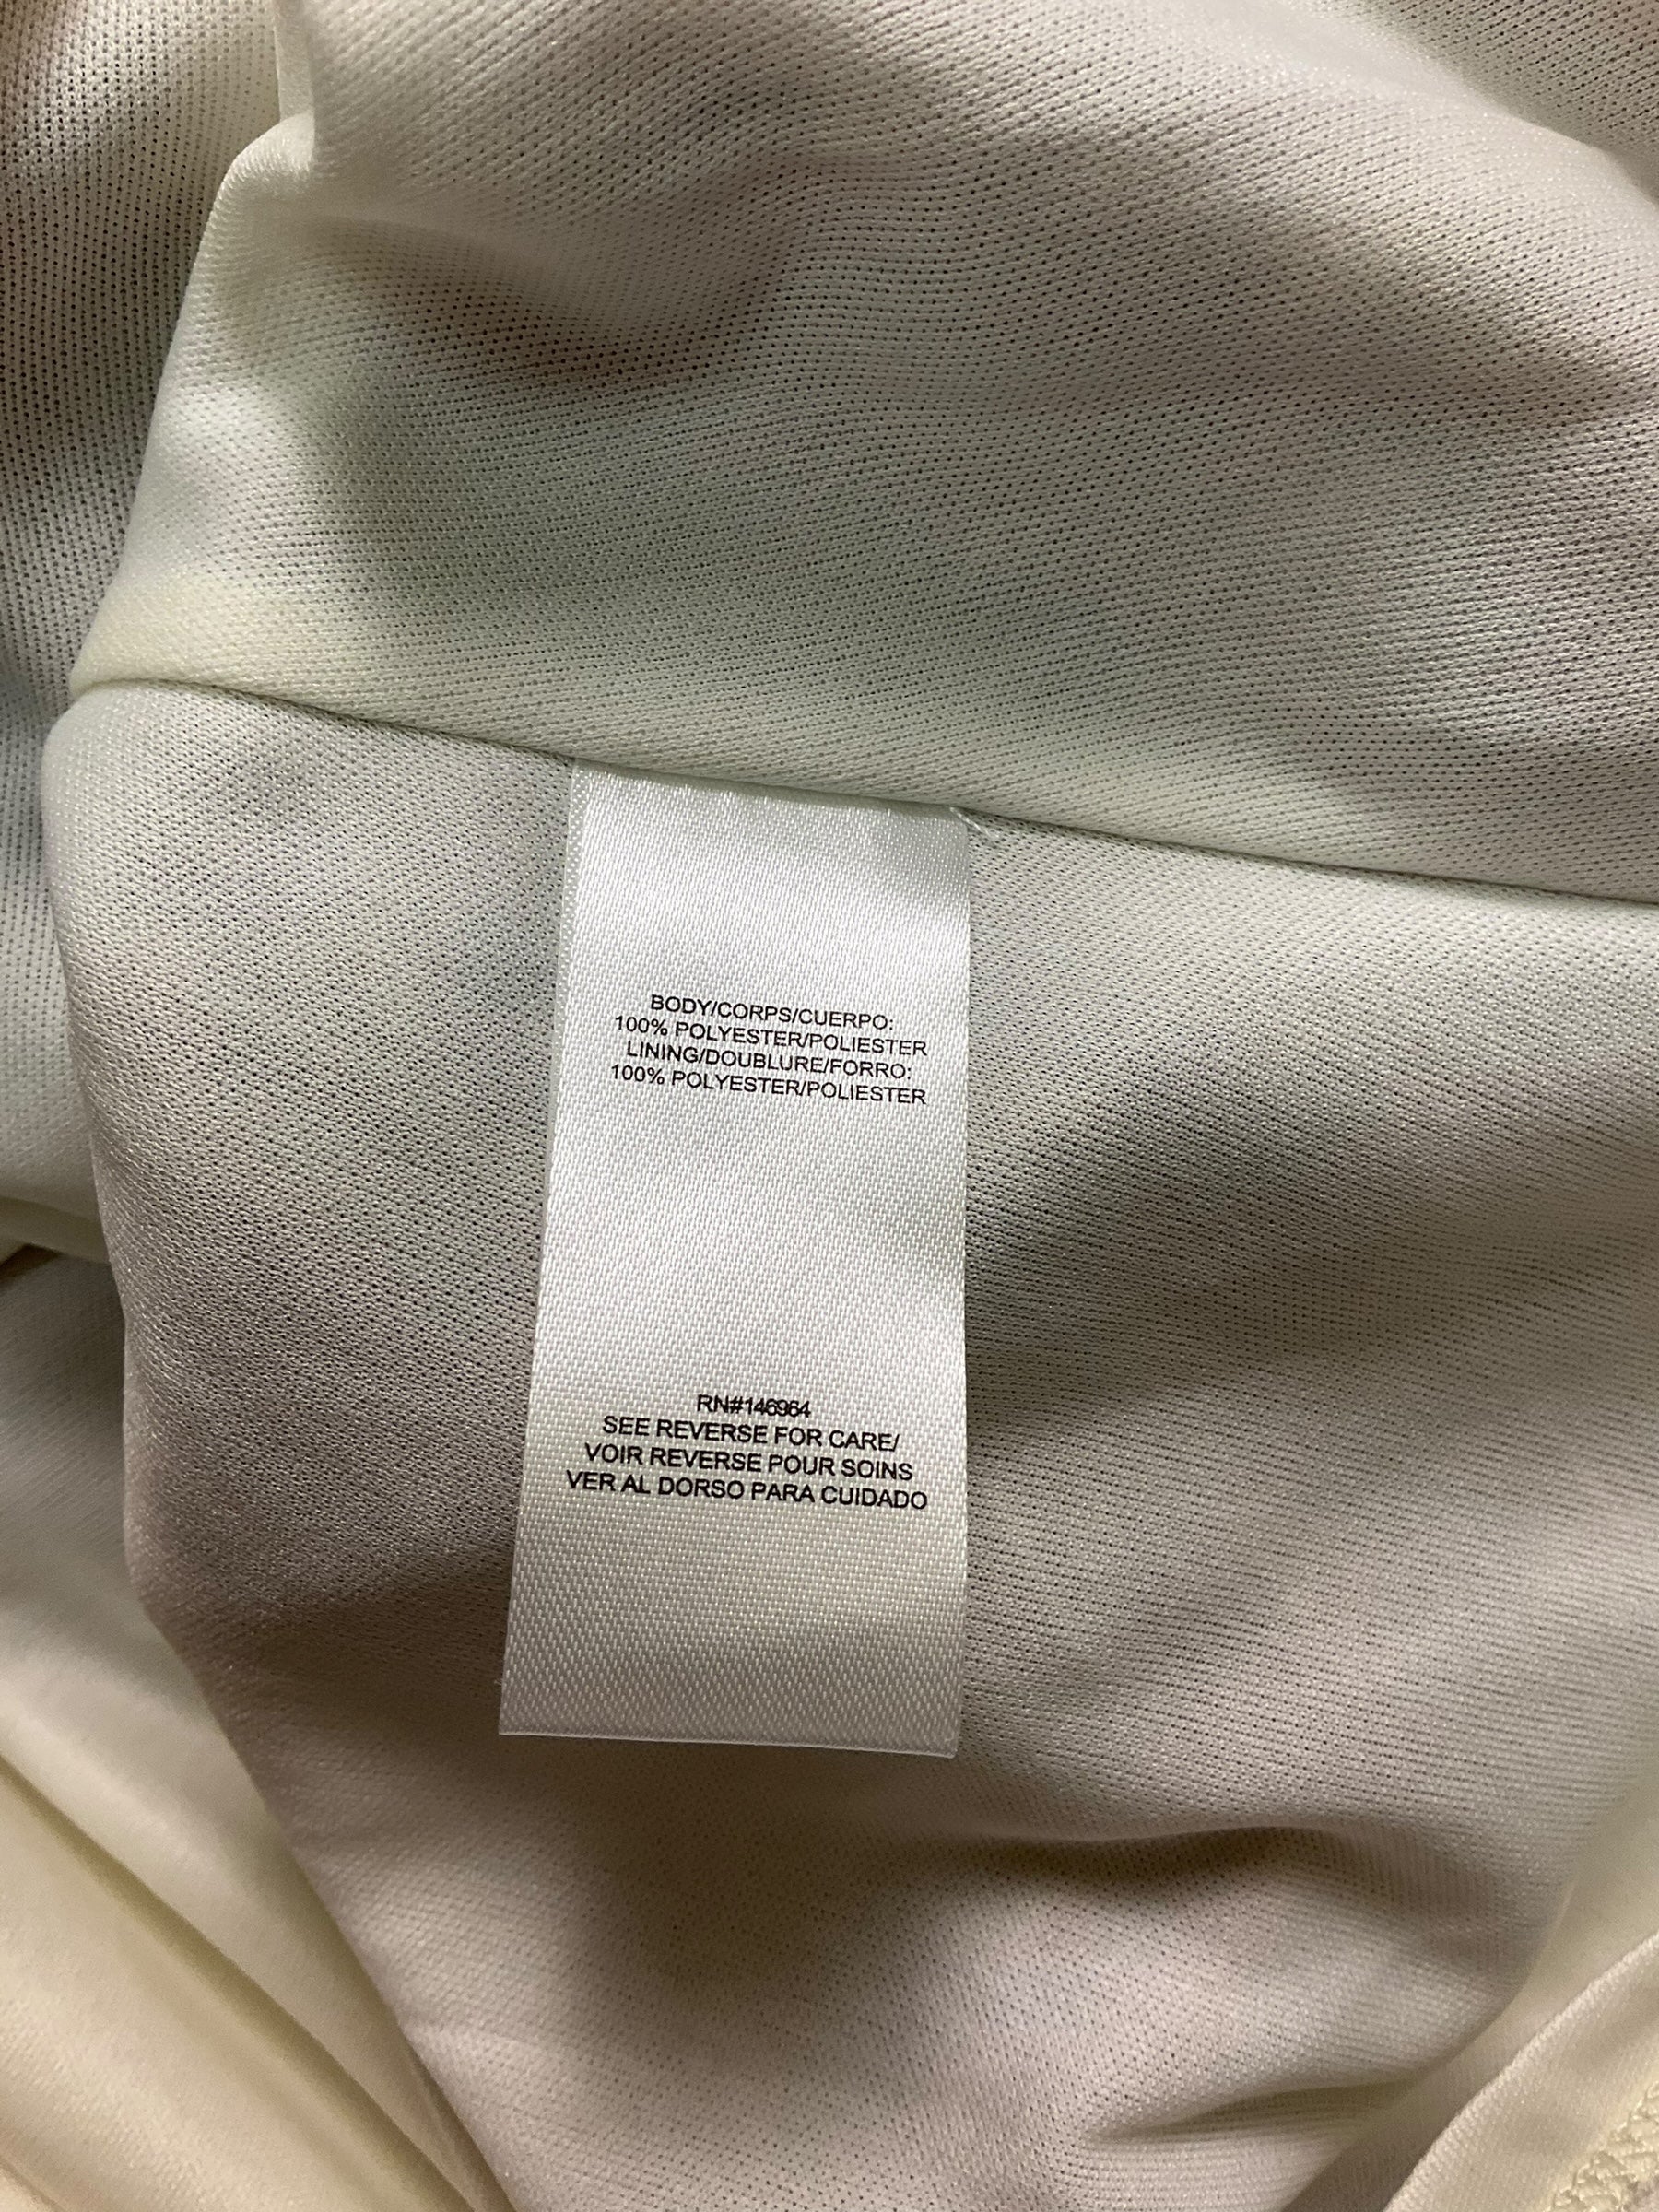 BODY/CORPS/CUERPO:
100% POLYESTER/POLIESTER
LINING/DOUBLURE/FORRO:
100% POLYESTER/POLIESTER
RN#146964
SEE REVERSE FOR CARE/
VOIR REVERSE POUR SOINS
VER AL DORSO PARA CUIDADO